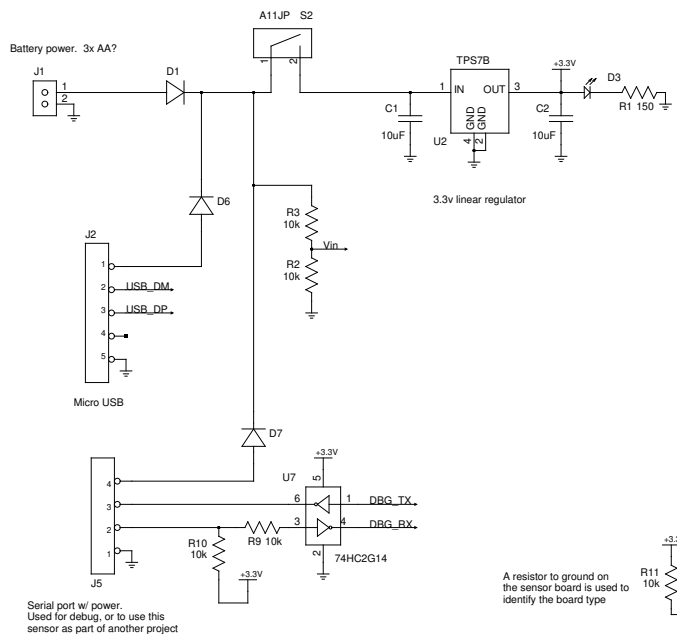 A11JP S2
Battery power. 3x AA?
J1
1
2
D1
1
2
TPS7B
1 IN OUT 3
GND
GND
4
2
U2
C1
10uF
+3.3V
C2
10uF
D3
R1 150
3.3v linear regulator
D6
R3
10k
Vin
R2
10k
J2
1
2 USB_DM
3 USB_DP
4
5
Micro USB
D7
+3.3V
U7
5
4
3
6
1 DBG_TX
2
R9 10k
3
4 DBG_RX
R10
10k
1
2
74HC2G14
+3.3V
J5
Serial port w/ power.
Used for debug, or to use this
sensor as part of another project
A resistor to ground on
the sensor board is used to
identify the board type
R11
10k